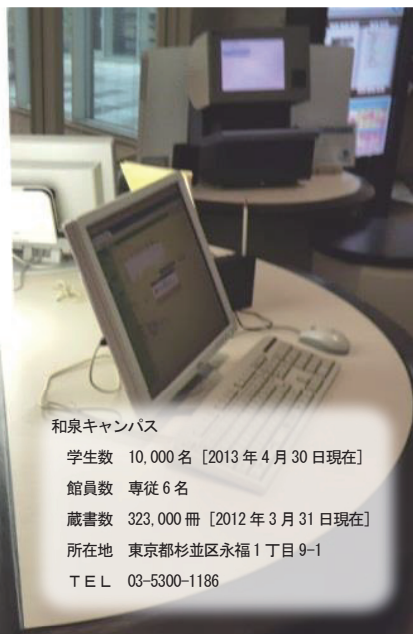 和泉キャンパス
学生数 10,000名［2013年4月30日現在］
館員数 専従6名
蔵書数 323,000冊［2012年3月31日現在］
所在地 東京都杉並区永福1丁目9-1
ＴＥＬ 03-5300-1186